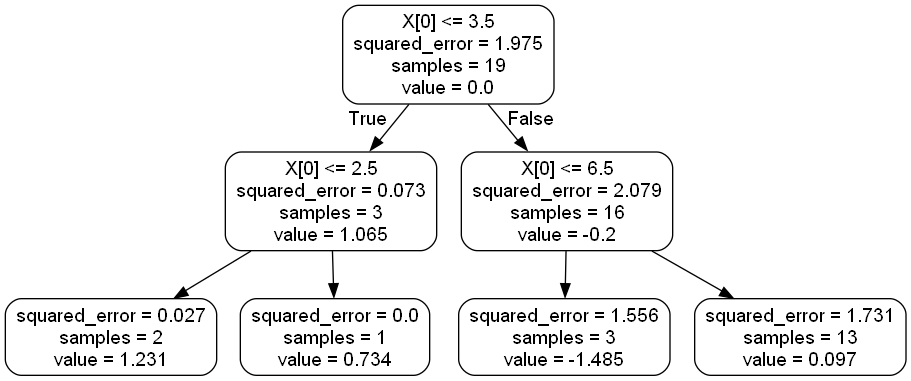 X[0] <= 3.5
squared_error = 1.975
samples = 19
value = 0.0
True
False
X[0] <= 2.5
squared_error = 0.073
samples = 3
value = 1.065
X[0] <= 6.5
squared_error = 2.079
samples = 16
value = -0.2
squared_error = 0.027
samples = 2
value = 1.231
squared_error = 0.0
samples = 1
value = 0.734
squared_error = 1.556
samples = 3
value = -1.485
squared_error = 1.731
samples = 13
value = 0.097